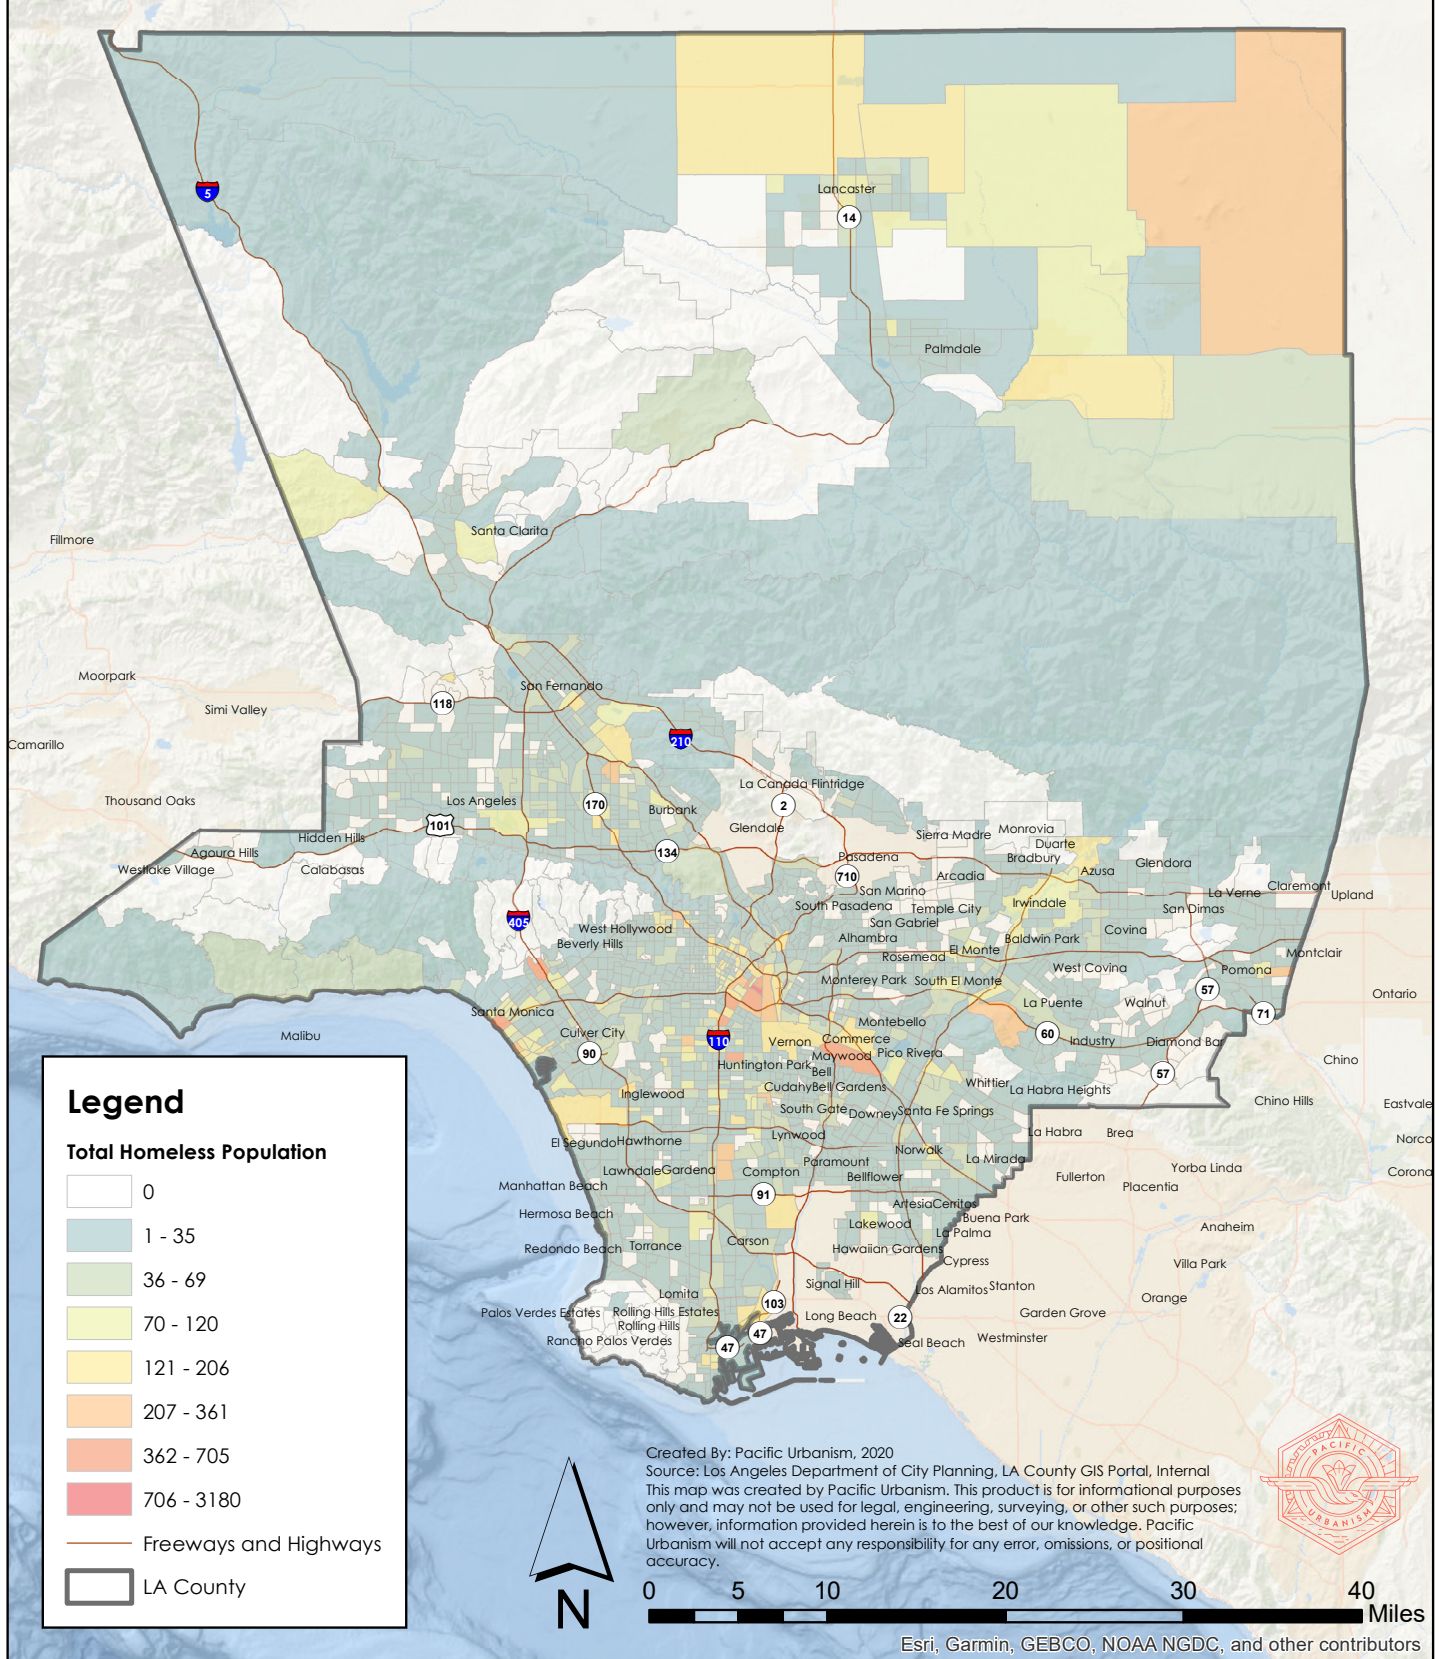 5
Lancaster
14
Palmdale
Santa Clarita
Fillmore
Moorpark
San Fernando
118
Simi Valley
210
Camarillo
La Canada Flintridge
Thousand Oaks
Los Angeles
170
Burbank
2
101
Glendale
Sierra Madre
Monrovia
Hidden Hills
Duarte
Agoura Hills
134
Pasadena
Bradbury
Glendora
Westlake Village
Calabasas
710
Arcadia
Azusa
San Marino
La Verne
Claremont
Upland
South Pasadena
Temple City
Irwindale
San Dimas
405
West Hollywood
San Gabriel
Covina
Beverly Hills
Alhambra
Baldwin Park
El Monte
Montclair
Rosemead
West Covina
Pomona
Monterey Park
South El Monte
57
Ontario
La Puente
Walnut
Santa Monica
71
Culver City
Montebello
60
Malibu
110
Vernon
Commerce
Industry
Diamond Bar
90
Maywood
Pico Rivera
Chino
Huntington Park
Bell
57
Whittier
Cudahy
Bell Gardens
La Habra Heights
Inglewood
Chino Hills
Eastvale
South Gate
Downey
Santa Fe Springs
El Segundo
Hawthorne
Lynwood
La Habra
Brea
Norco
Norwalk
Lawndale
Gardena
Compton
Paramount
La Mirada
Yorba Linda
Corona
Manhattan Beach
Bellflower
Fullerton
Placentia
91
Hermosa Beach
Artesia
Cerritos
Lakewood
Buena Park
Anaheim
Redondo Beach
Torrance
Carson
Hawaiian Gardens
La Palma
Cypress
Villa Park
Signal Hill
Los Alamitos
Stanton
Lomita
Orange
Palos Verdes Estates
Rolling Hills Estates
103
Long Beach
22
Garden Grove
Rolling Hills
47
Rancho Palos Verdes
47
Seal Beach
Westminster
Legend
Total Homeless Population
0
1 - 35
36 - 69
70 - 120
121 - 206
207 - 361
362 - 705
706 - 3180
Freeways and Highways
LA County
N
Created By: Pacific Urbanism, 2020
Source: Los Angeles Department of City Planning, LA County GIS Portal, Internal
This map was created by Pacific Urbanism. This product is for informational purposes
only and may not be used for legal, engineering, surveying, or other such purposes;
however, information provided herein is to the best of our knowledge. Pacific
Urbanism will not accept any responsibility for any error, omissions, or positional
accuracy.
PACIFIC
URBANISM
0 5 10 20 30 40
Miles
Esri, Garmin, GEBCO, NOAA NGDC, and other contributors